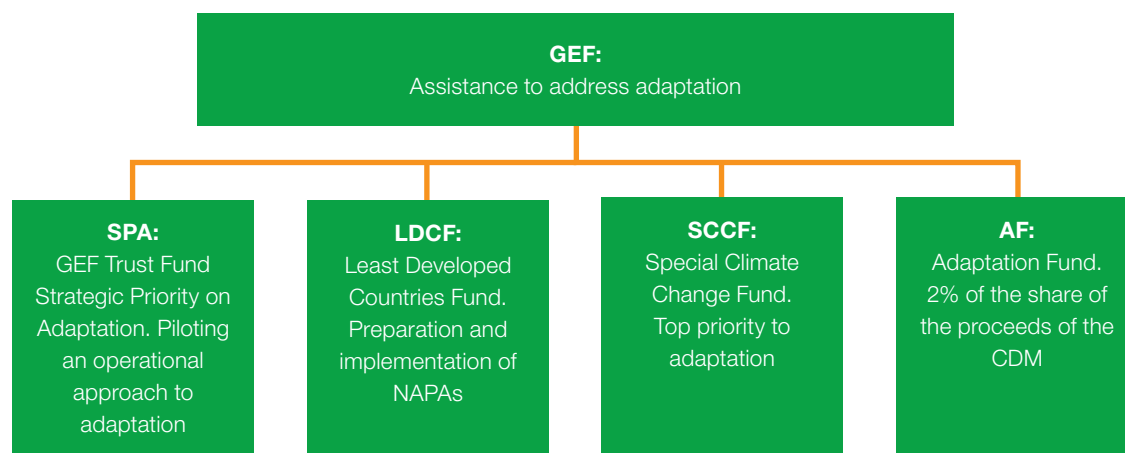 GEF:
Assistance to address adaptation
SPA:
GEF Trust Fund
Strategic Priority on
Adaptation. Piloting
an operational
approach to
adaptation
LDCF:
Least Developed
Countries Fund.
Preparation and
implementation of
NAPAs
SCCF:
Special Climate
Change Fund.
Top priority to
adaptation
AF:
Adaptation Fund.
2% of the share of
the proceeds of the
CDM